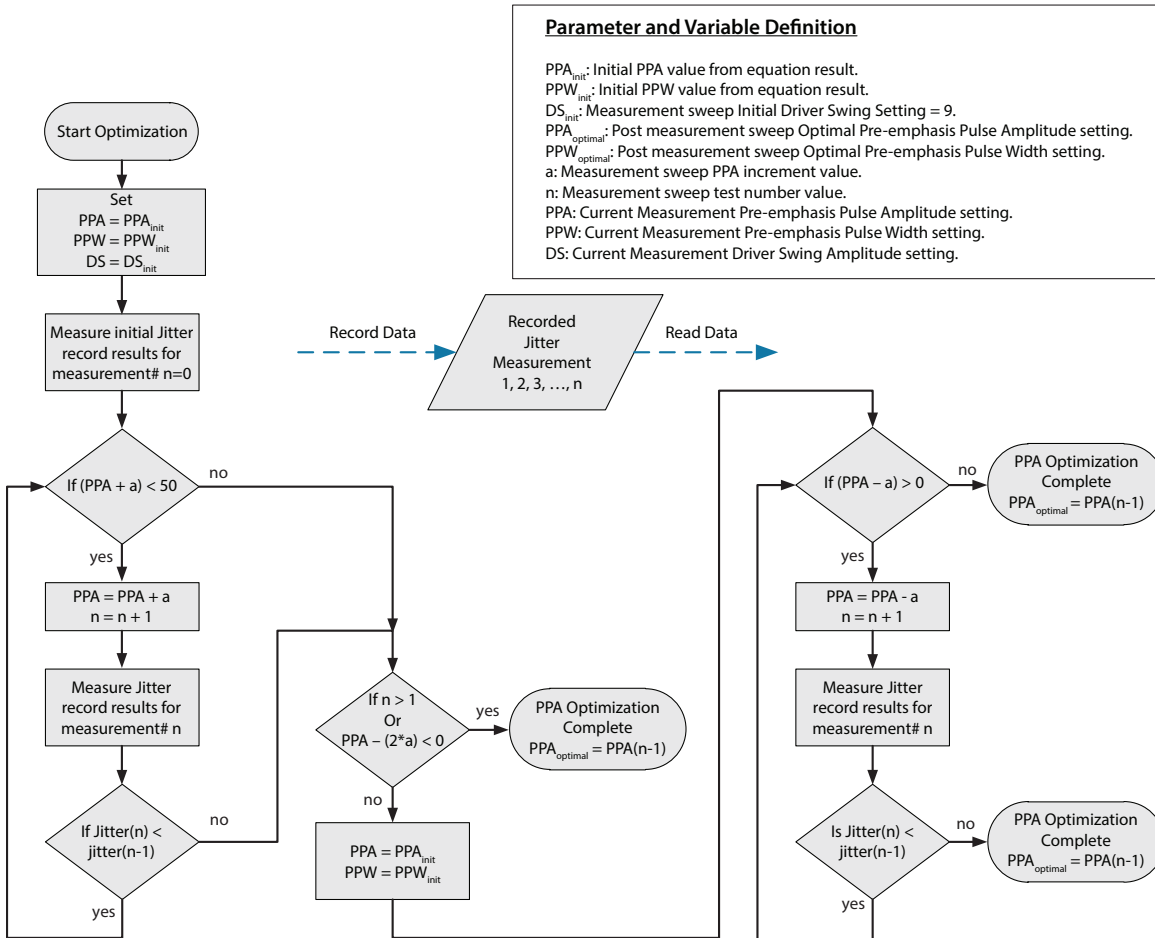 Parameter and Variable Definition
PPAinit: Initial PPA value from equation result.
PPWinit: Initial PPW value from equation result.
DSinit: Measurement sweep Initial Driver Swing Setting = 9.
PPAoptimal: Post measurement sweep Optimal Pre-emphasis Pulse Amplitude setting.
PPWoptimal: Post measurement sweep Optimal Pre-emphasis Pulse Width setting.
a: Measurement sweep PPA increment value.
n: Measurement sweep test number value.
PPA: Current Measurement Pre-emphasis Pulse Amplitude setting.
PPW: Current Measurement Pre-emphasis Pulse Width setting.
DS: Current Measurement Driver Swing Amplitude setting.
Start Optimization
Set
PPA = PPAinit
PPW = PPWinit
DS = DSinit
Measure initial Jitter
record results for
measurement# n=0
Record Data
Recorded
Jitter
Measurement
1, 2, 3, …, n
Read Data
If (PPA + a) < 50
no
yes
PPA = PPA + a
n = n + 1
Measure Jitter
record results for
measurement# n
If Jitter(n) <
jitter(n-1)
no
yes
If n > 1
Or
PPA – (2*a) < 0
yes
PPA Optimization
Complete
PPAoptimal = PPA(n-1)
no
PPA = PPAinit
PPW = PPWinit
If (PPA – a) > 0
no
PPA Optimization
Complete
PPAoptimal = PPA(n-1)
yes
PPA = PPA - a
n = n + 1
Measure Jitter
record results for
measurement# n
Is Jitter(n) <
jitter(n-1)
no
PPA Optimization
Complete
PPAoptimal = PPA(n-1)
yes